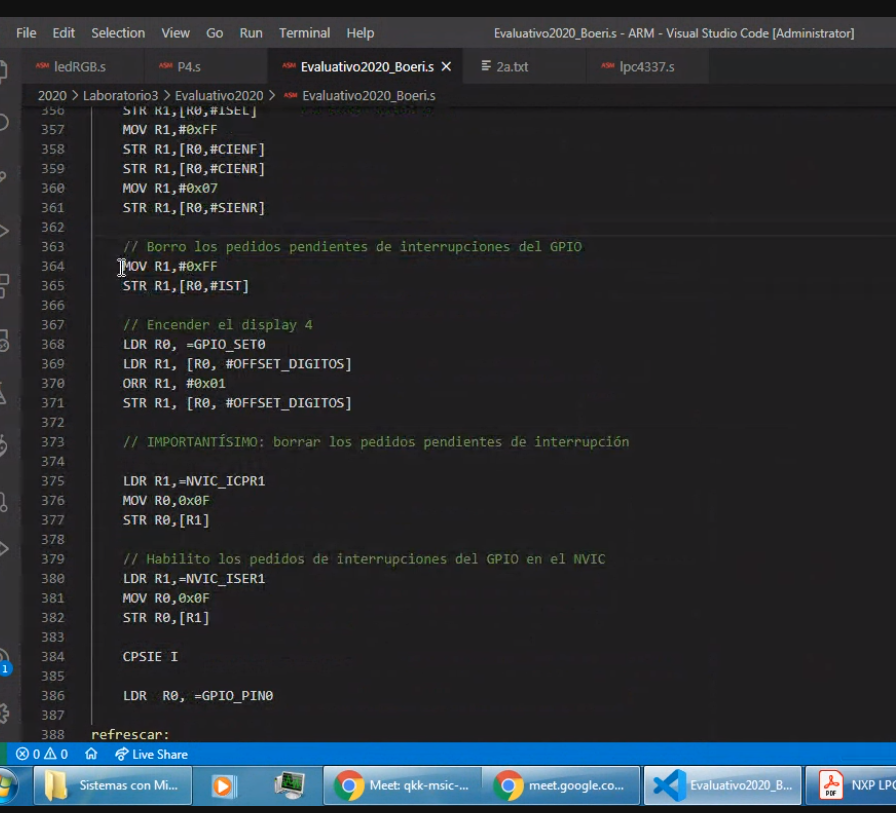 File Edit Selection View Go Run Terminal Help Evaluativo2020_Boeri.s - ARM - Visual Studio Code [Administrator]
ASM ledRGB.s ASM P4.s ASM Evaluativo2020_Boeri.s × 2a.txt ASM lpc4337.s
2020 > Laboratorio3 > Evaluativo2020 > ASM Evaluativo2020_Boeri.s
356 STR R1,[R0,#ISEL]
357 MOV R1,#0xFF
358 STR R1,[R0,#CIENF]
359 STR R1,[R0,#CIENR]
360 MOV R1,#0x07
361 STR R1,[R0,#SIENR]
362
363 // Borro los pedidos pendientes de interrupciones del GPIO
364 MOV R1,#0xFF
365 STR R1,[R0,#IST]
366
367 // Encender el display 4
368 LDR R0, =GPIO_SET0
369 LDR R1, [R0, #OFFSET_DIGITOS]
370 ORR R1, #0x01
371 STR R1, [R0, #OFFSET_DIGITOS]
372
373 // IMPORTANTÍSIMO: borrar los pedidos pendientes de interrupción
374
375 LDR R1,=NVIC_ICPR1
376 MOV R0,0x0F
377 STR R0,[R1]
378
379 // Habilito los pedidos de interrupciones del GPIO en el NVIC
380 LDR R1,=NVIC_ISER1
381 MOV R0,0x0F
382 STR R0,[R1]
383
384 CPSIE I
385
386 LDR  R0, =GPIO_PIN0
387
388 refrescar:
1
0 0 Live Share
Sistemas con Mi... Meet: qkk-msic-... meet.google.co... Evaluativo2020_B... PDF NXP LPC